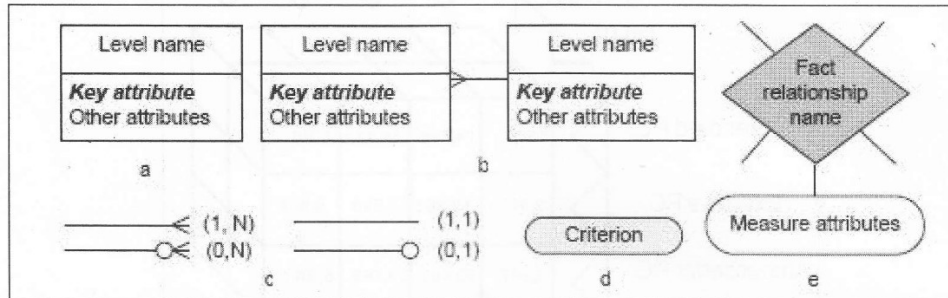 Level name
Key attribute
Other attributes
a
Level name
Key attribute
Other attributes
Level name
Key attribute
Other attributes
b
(1, N)
(0,N)
(1,1)
(0,1)
c
Criterion
d
Fact
relationship
name
Measure attributes
e